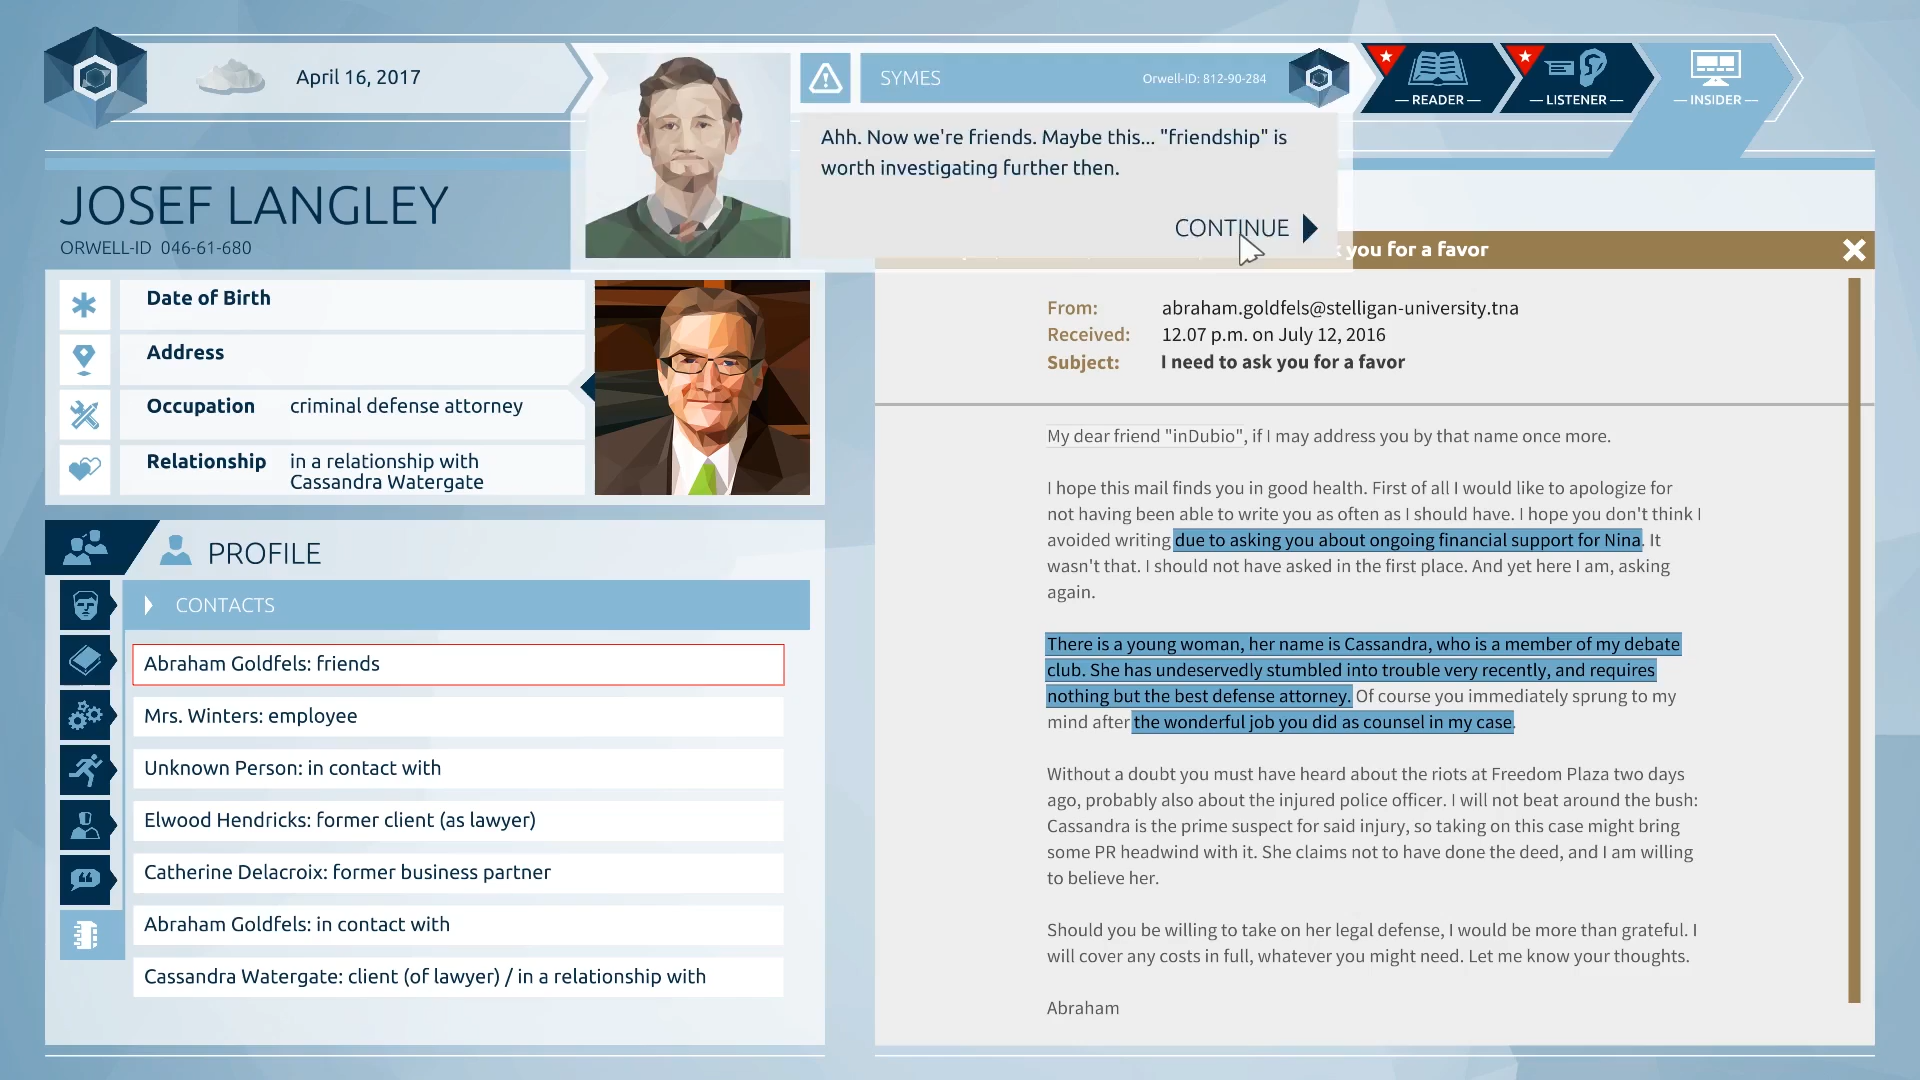 April 16, 2017
SYMES
Orwell-ID: 812-90-284
Ahh. Now we're friends. Maybe this... "friendship" is
worth investigating further then.
CONTINUE
— READER —
— LISTENER —
— INSIDER —
JOSEF LANGLEY
ORWELL-ID 046-61-680
Date of Birth
Address
Occupation criminal defense attorney
Relationship in a relationship with
Cassandra Watergate
PROFILE
CONTACTS
Abraham Goldfels: friends
Mrs. Winters: employee
Unknown Person: in contact with
Elwood Hendricks: former client (as lawyer)
Catherine Delacroix: former business partner
Abraham Goldfels: in contact with
Cassandra Watergate: client (of lawyer) / in a relationship with
you for a favor
From: abraham.goldfels@stelligan-university.tna
Received: 12.07 p.m. on July 12, 2016
Subject: I need to ask you for a favor
My dear friend "inDubio", if I may address you by that name once more.
I hope this mail finds you in good health. First of all I would like to apologize for
not having been able to write you as often as I should have. I hope you don't think I
avoided writing due to asking you about ongoing financial support for Nina. It
wasn't that. I should not have asked in the first place. And yet here I am, asking
again.
There is a young woman, her name is Cassandra, who is a member of my debate
club. She has undeservedly stumbled into trouble very recently, and requires
nothing but the best defense attorney. Of course you immediately sprung to my
mind after the wonderful job you did as counsel in my case.
Without a doubt you must have heard about the riots at Freedom Plaza two days
ago, probably also about the injured police officer. I will not beat around the bush:
Cassandra is the prime suspect for said injury, so taking on this case might bring
some PR headwind with it. She claims not to have done the deed, and I am willing
to believe her.
Should you be willing to take on her legal defense, I would be more than grateful. I
will cover any costs in full, whatever you might need. Let me know your thoughts.
Abraham